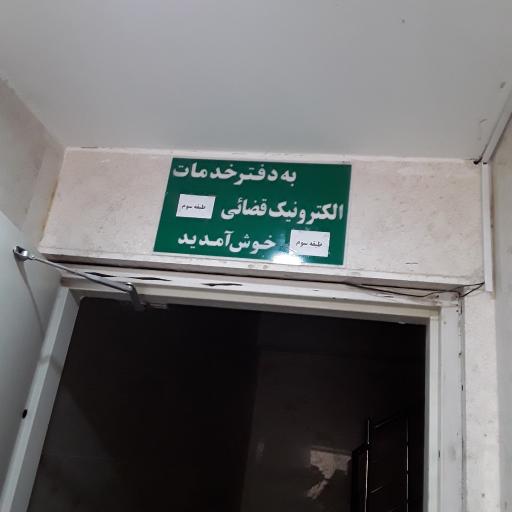 به دفتر خدمات
الکترونیک قضائی
طبقه سوم
خوش آمدید
طبقه سوم